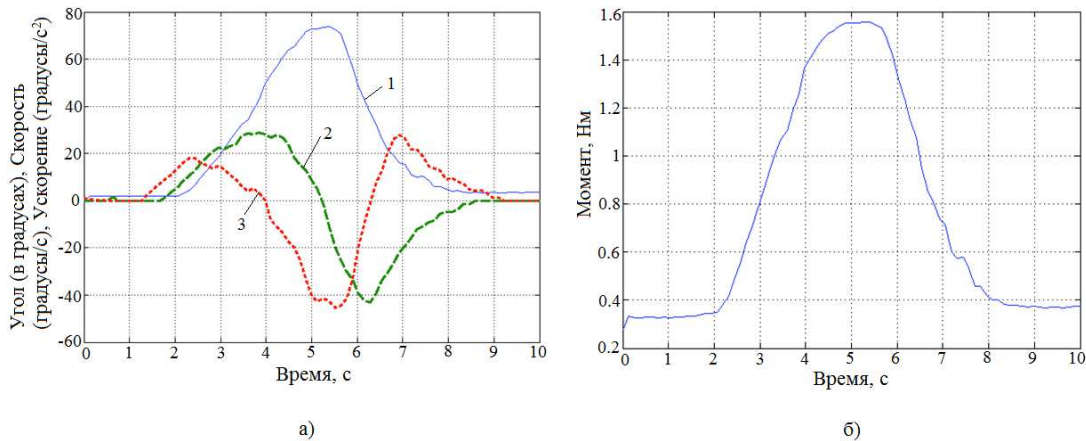 Угол (в градусах), Скорость
(градусы/с), Ускорение (градусы/с²)
80
60
40
20
0
-20
-40
-60
1
2
3
0 1 2 3 4 5 6 7 8 9 10
Время, с
а)
Момент, Нм
1.6
1.4
1.2
1
0.8
0.6
0.4
0.2
0 1 2 3 4 5 6 7 8 9 10
Время, с
б)